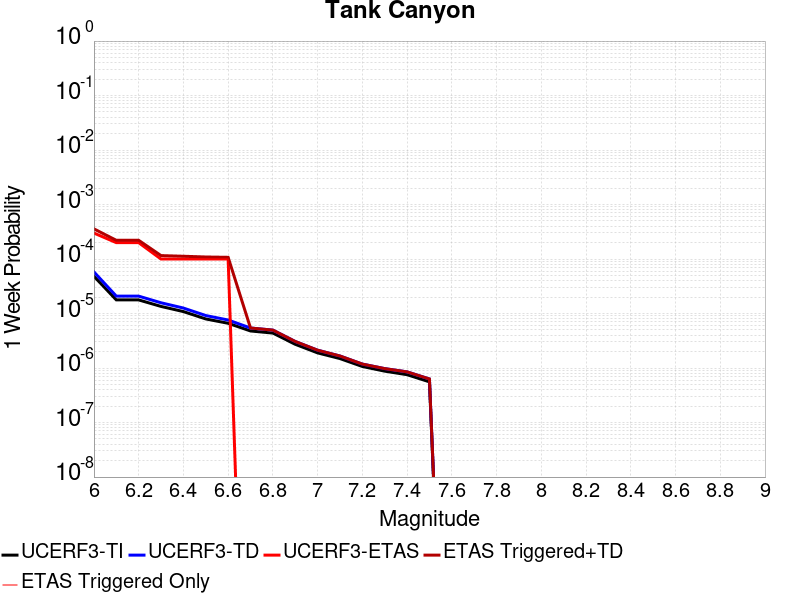 Tank Canyon
10^0
10^-1
10^-2
10^-3
10^-4
10^-5
10^-6
10^-7
10^-8
1 Week Probability
6 6.2 6.4 6.6 6.8 7 7.2 7.4 7.6 7.8 8 8.2 8.4 8.6 8.8 9
Magnitude
UCERF3-TI UCERF3-TD UCERF3-ETAS ETAS Triggered+TD
ETAS Triggered Only